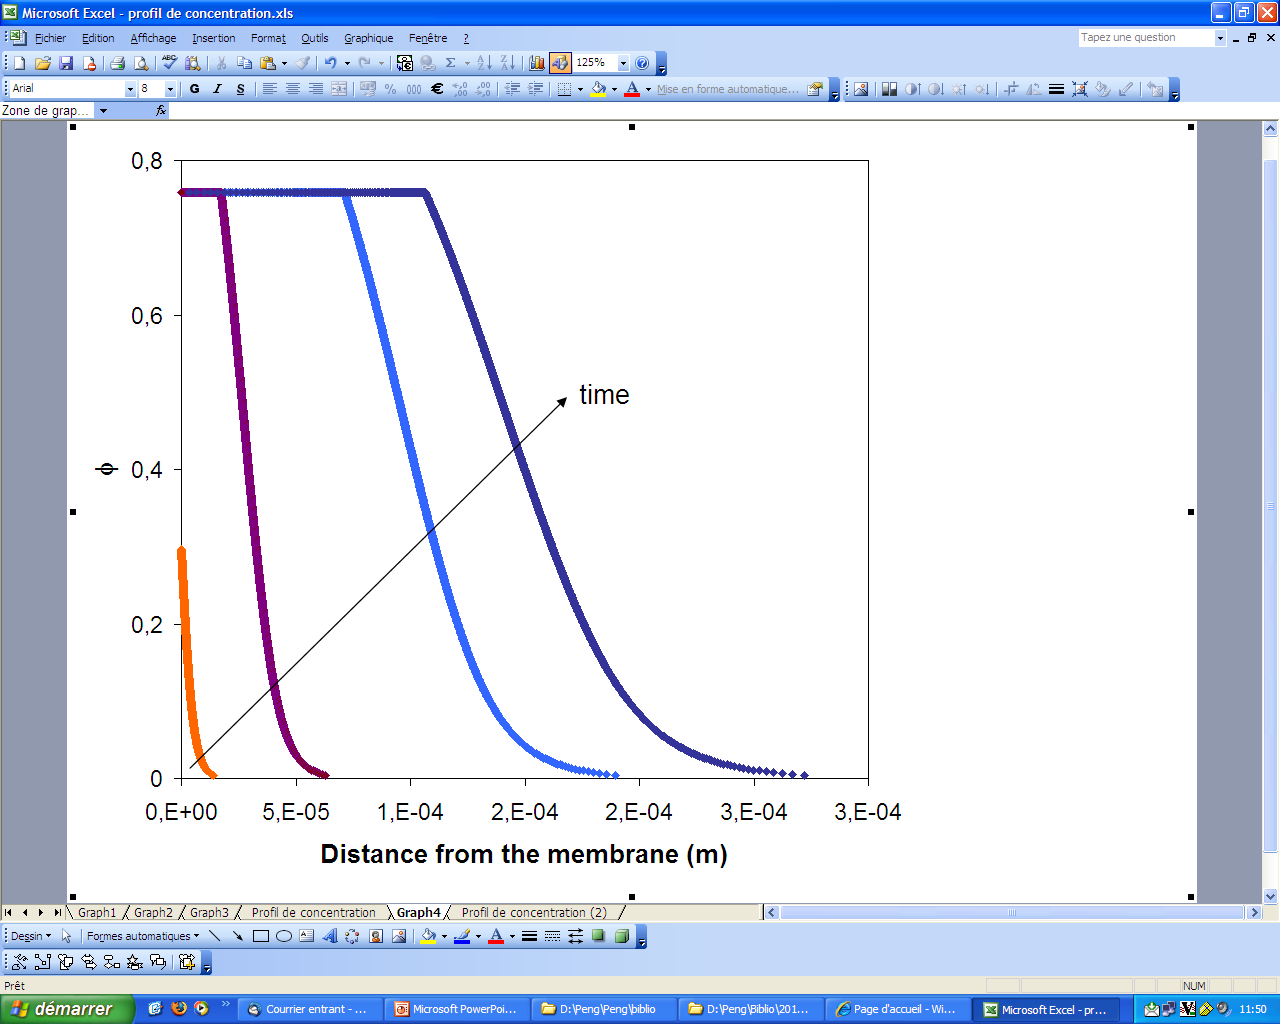 Microsoft Excel - profil de concentration.xls
Fichier Edition Affichage Insertion Format Outils Graphique Fenêtre ?
Tapez une question
125%
Arial 8 G I S % 000 € Mise en forme automatique...
Zone de grap... fx
0,8
0,6
time
ϕ 0,4
0,2
0
0,E+00 5,E-05 1,E-04 2,E-04 2,E-04 3,E-04 3,E-04
Distance from the membrane (m)
Graph1 Graph2 Graph3 Profil de concentration Graph4 Profil de concentration (2)
Dessin Formes automatiques
Prêt
NUM
démarrer Courrier entrant - ... Microsoft PowerPoi... D:\Peng\Peng\biblio D:\Peng\Biblio\201... Page d'accueil - Wi... Microsoft Excel - pr... 11:50